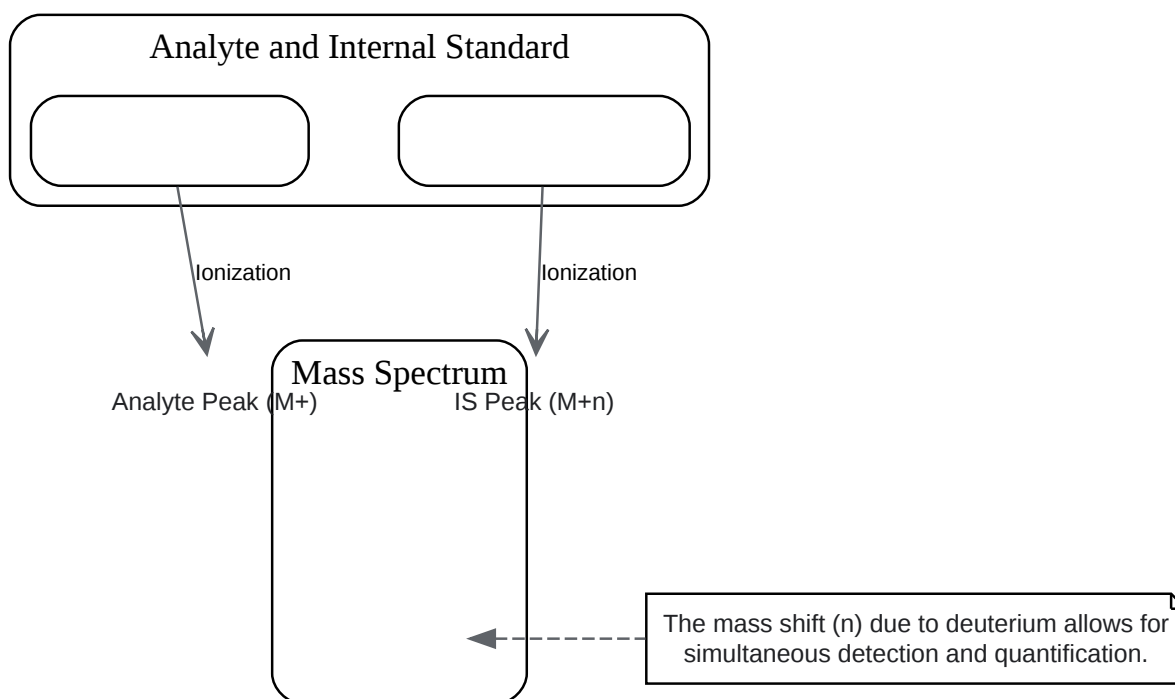 Analyte and Internal Standard
Ionization
Ionization
Mass Spectrum
Analyte Peak (M+)
IS Peak (M+n)
The mass shift (n) due to deuterium allows for
simultaneous detection and quantification.